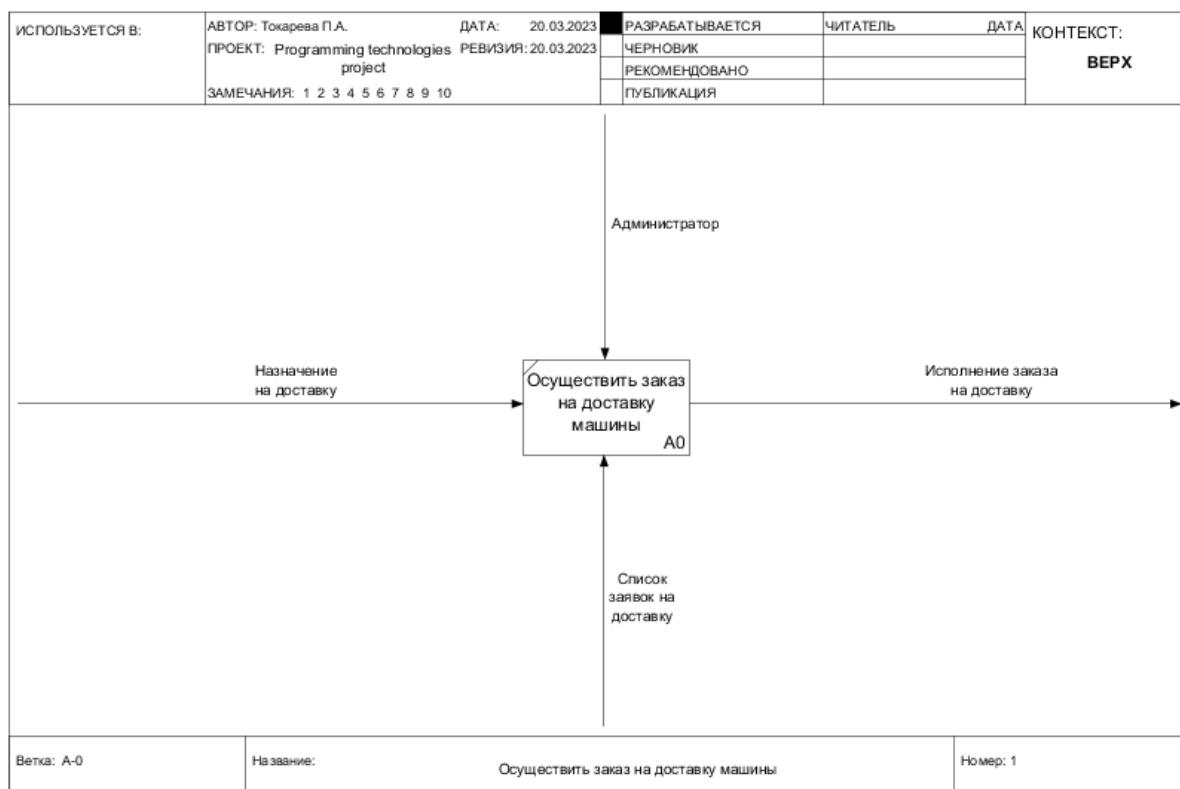 ИСПОЛЬЗУЕТСЯ В:
АВТОР: Токарева П.А.
ДАТА: 20.03.2023
ПРОЕКТ: Programming technologies
project
РЕВИЗИЯ: 20.03.2023
ЗАМЕЧАНИЯ: 1 2 3 4 5 6 7 8 9 10
РАЗРАБАТЫВАЕТСЯ
ЧЕРНОВИК
РЕКОМЕНДОВАНО
ПУБЛИКАЦИЯ
ЧИТАТЕЛЬ
ДАТА
КОНТЕКСТ:
ВЕРХ
Администратор
Назначение
на доставку
Осуществить заказ
на доставку
машины
A0
Исполнение заказа
на доставку
Список
заявок на
доставку
Ветка: A-0
Название:
Осуществить заказ на доставку машины
Номер: 1